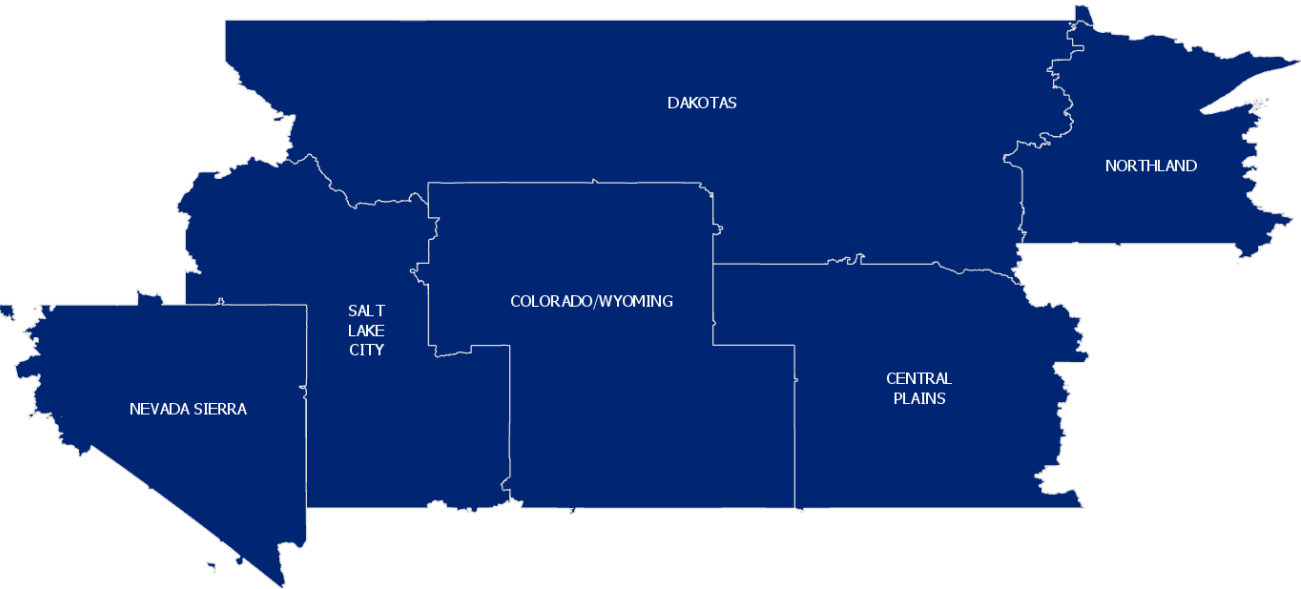 DAKOTAS
NORTHLAND
COLORADO/WYOMING
SALT
LAKE
CITY
CENTRAL
PLAINS
NEVADA SIERRA